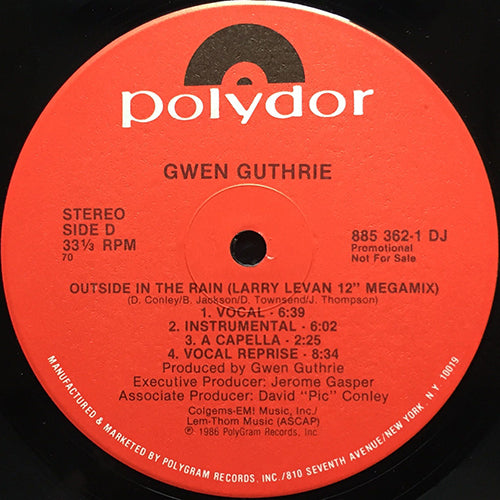 polydor
GWEN GUTHRIE
STEREO
SIDE D
33⅓ RPM
70
885 362-1 DJ
Promotional
Not For Sale
OUTSIDE IN THE RAIN (LARRY LEVAN 12" MEGAMIX)
(D. Conley/B. Jackson/D. Townsend/J. Thompson)
1. VOCAL - 6:39
2. INSTRUMENTAL - 6:02
3. A CAPELLA - 2:25
4. VOCAL REPRISE - 8:34
Produced by Gwen Guthrie
Executive Producer: Jerome Gasper
Associate Producer: David "Pic" Conley
Colgems-EMI Music, Inc./
Lem-Thom Music (ASCAP)
℗ 1986 PolyGram Records, Inc.
MANUFACTURED & MARKETED BY POLYGRAM RECORDS, INC./810 SEVENTH AVENUE/NEW YORK, N.Y. 10019